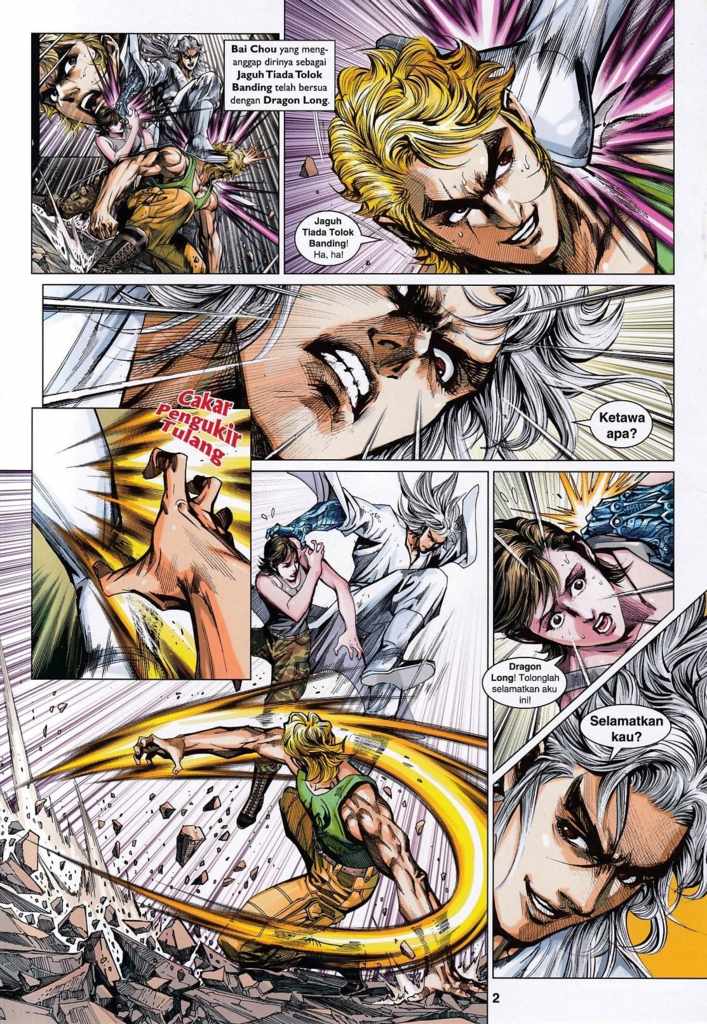 Bai Chou yang meng-
anggap dirinya sebagai
Jaguh Tiada Tolok
Banding telah bersua
dengan Dragon Long.
Jaguh
Tiada Tolok
Banding!
Ha, ha!
Ketawa
apa?
Cakar
Pengukir
Tulang
Dragon
Long! Tolonglah
selamatkan aku
ini!
Selamatkan
kau?
2